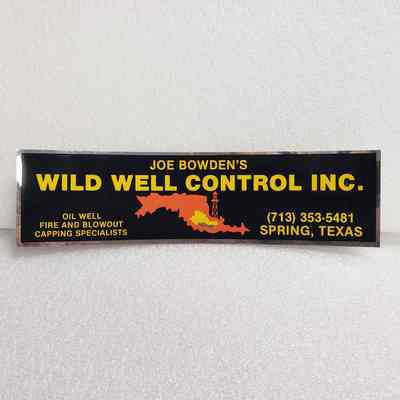 JOE BOWDEN'S
WILD WELL CONTROL INC.
OIL WELL
FIRE AND BLOWOUT
CAPPING SPECIALISTS
(713) 353-5481
SPRING, TEXAS